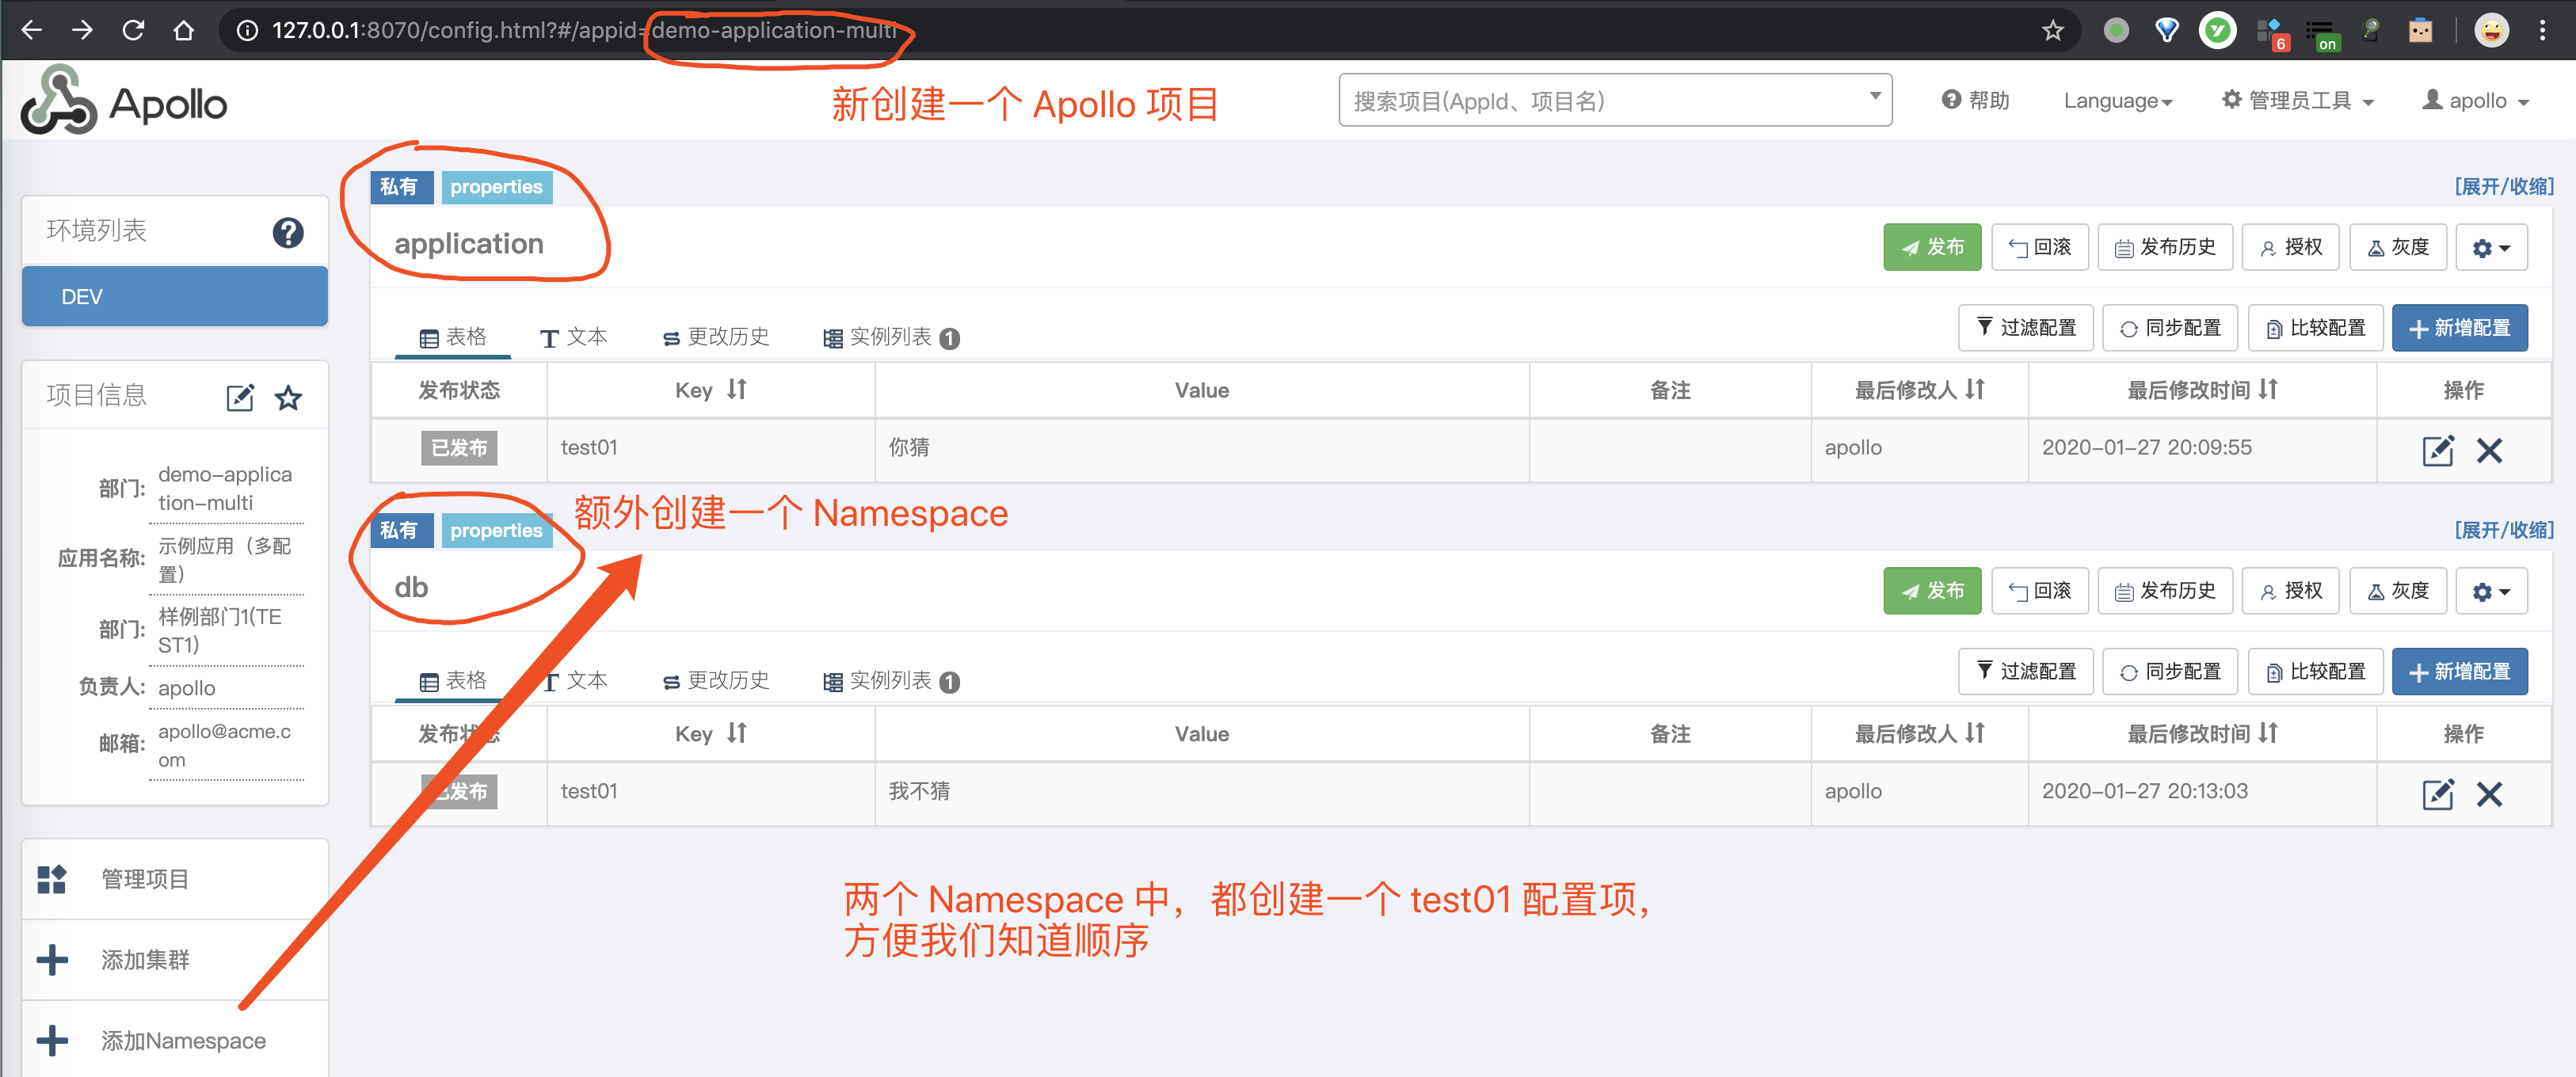 127.0.0.1:8070/config.html?#/appid=demo-application-multi
6
on
Apollo
新创建一个 Apollo 项目
搜索项目(AppId、项目名)
帮助
Language
管理员工具
apollo
环境列表
DEV
项目信息
部门:
demo-applica
tion-multi
应用名称:
示例应用（多配
置）
部门:
样例部门1(TE
ST1)
负责人:
apollo
邮箱:
apollo@acme.c
om
管理项目
添加集群
添加Namespace
私有 properties
[展开/收缩]
application
发布 回滚 发布历史 授权 灰度
表格 文本 更改历史 实例列表 1
过滤配置 同步配置 比较配置 新增配置
发布状态 Key Value 备注 最后修改人 最后修改时间 操作
已发布 test01 你猜 apollo 2020-01-27 20:09:55
额外创建一个 Namespace
私有 properties
[展开/收缩]
db
发布 回滚 发布历史 授权 灰度
表格 文本 更改历史 实例列表 1
过滤配置 同步配置 比较配置 新增配置
发布状态 Key Value 备注 最后修改人 最后修改时间 操作
已发布 test01 我不猜 apollo 2020-01-27 20:13:03
两个 Namespace 中，都创建一个 test01 配置项，
方便我们知道顺序